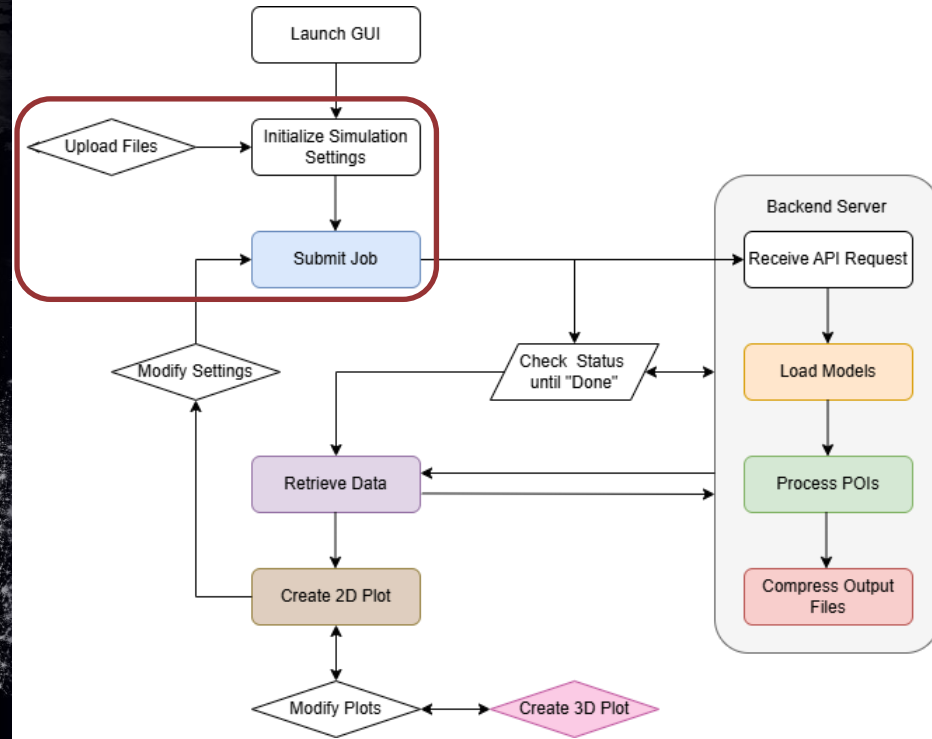 Launch GUI
Upload Files
Initialize Simulation
Settings
Backend Server
Submit Job
Receive API Request
Modify Settings
Check Status
until "Done"
Load Models
Retrieve Data
Process POIs
Create 2D Plot
Compress Output
Files
Modify Plots
Create 3D Plot